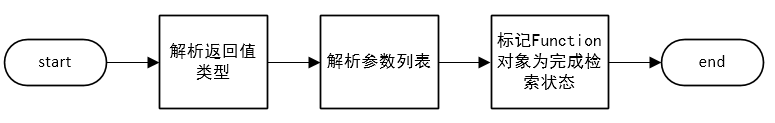 start
解析返回值
类型
解析参数列表
标记Function
对象为完成检
索状态
end